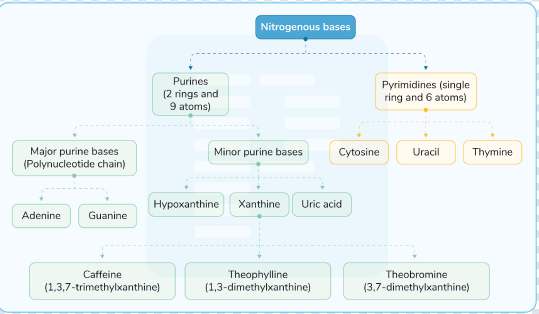 Nitrogenous bases
Purines
(2 rings and
9 atoms)
Pyrimidines (single
ring and 6 atoms)
Major purine bases
(Polynucleotide chain)
Minor purine bases
Cytosine
Uracil
Thymine
Adenine
Guanine
Hypoxanthine
Xanthine
Uric acid
Caffeine
(1,3,7-trimethylxanthine)
Theophylline
(1,3-dimethylxanthine)
Theobromine
(3,7-dimethylxanthine)